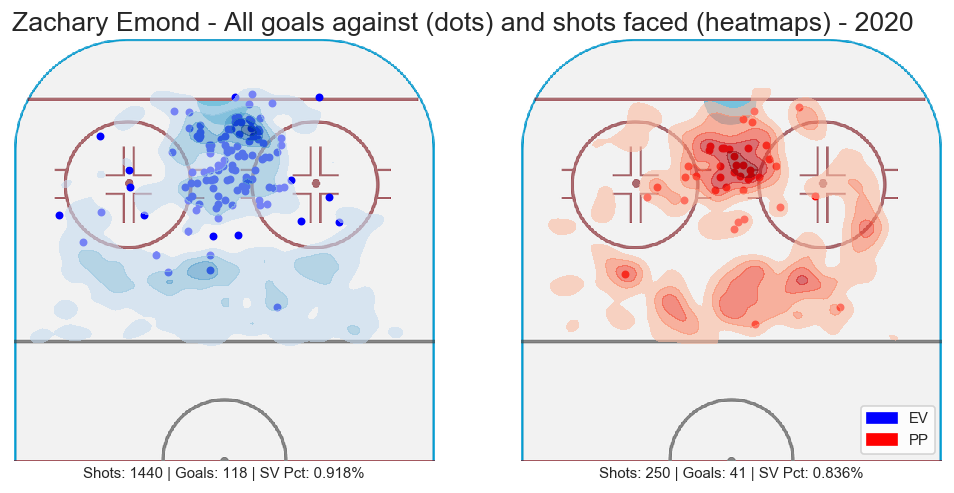 Zachary Emond - All goals against (dots) and shots faced (heatmaps) - 2020
EV
PP
Shots: 1440 | Goals: 118 | SV Pct: 0.918%
Shots: 250 | Goals: 41 | SV Pct: 0.836%